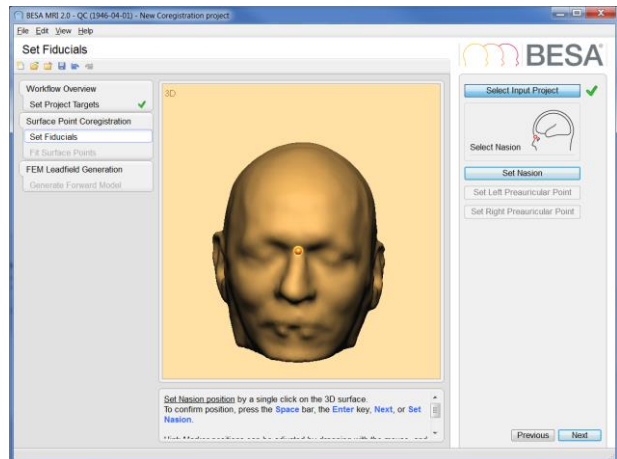 BESA MRI 2.0 - QC (1946-04-01) - New Coregistration project
File Edit View Help
Set Fiducials
BESA
Workflow Overview
Set Project Targets
Surface Point Coregistration
Set Fiducials
Fit Surface Points
FEM Leadfield Generation
Generate Forward Model
3D
Select Input Project
Select Nasion
Set Nasion
Set Left Preauricular Point
Set Right Preauricular Point
Set Nasion position by a single click on the 3D surface.
To confirm position, press the Space bar, the Enter key, Next, or Set
Nasion.
Previous Next